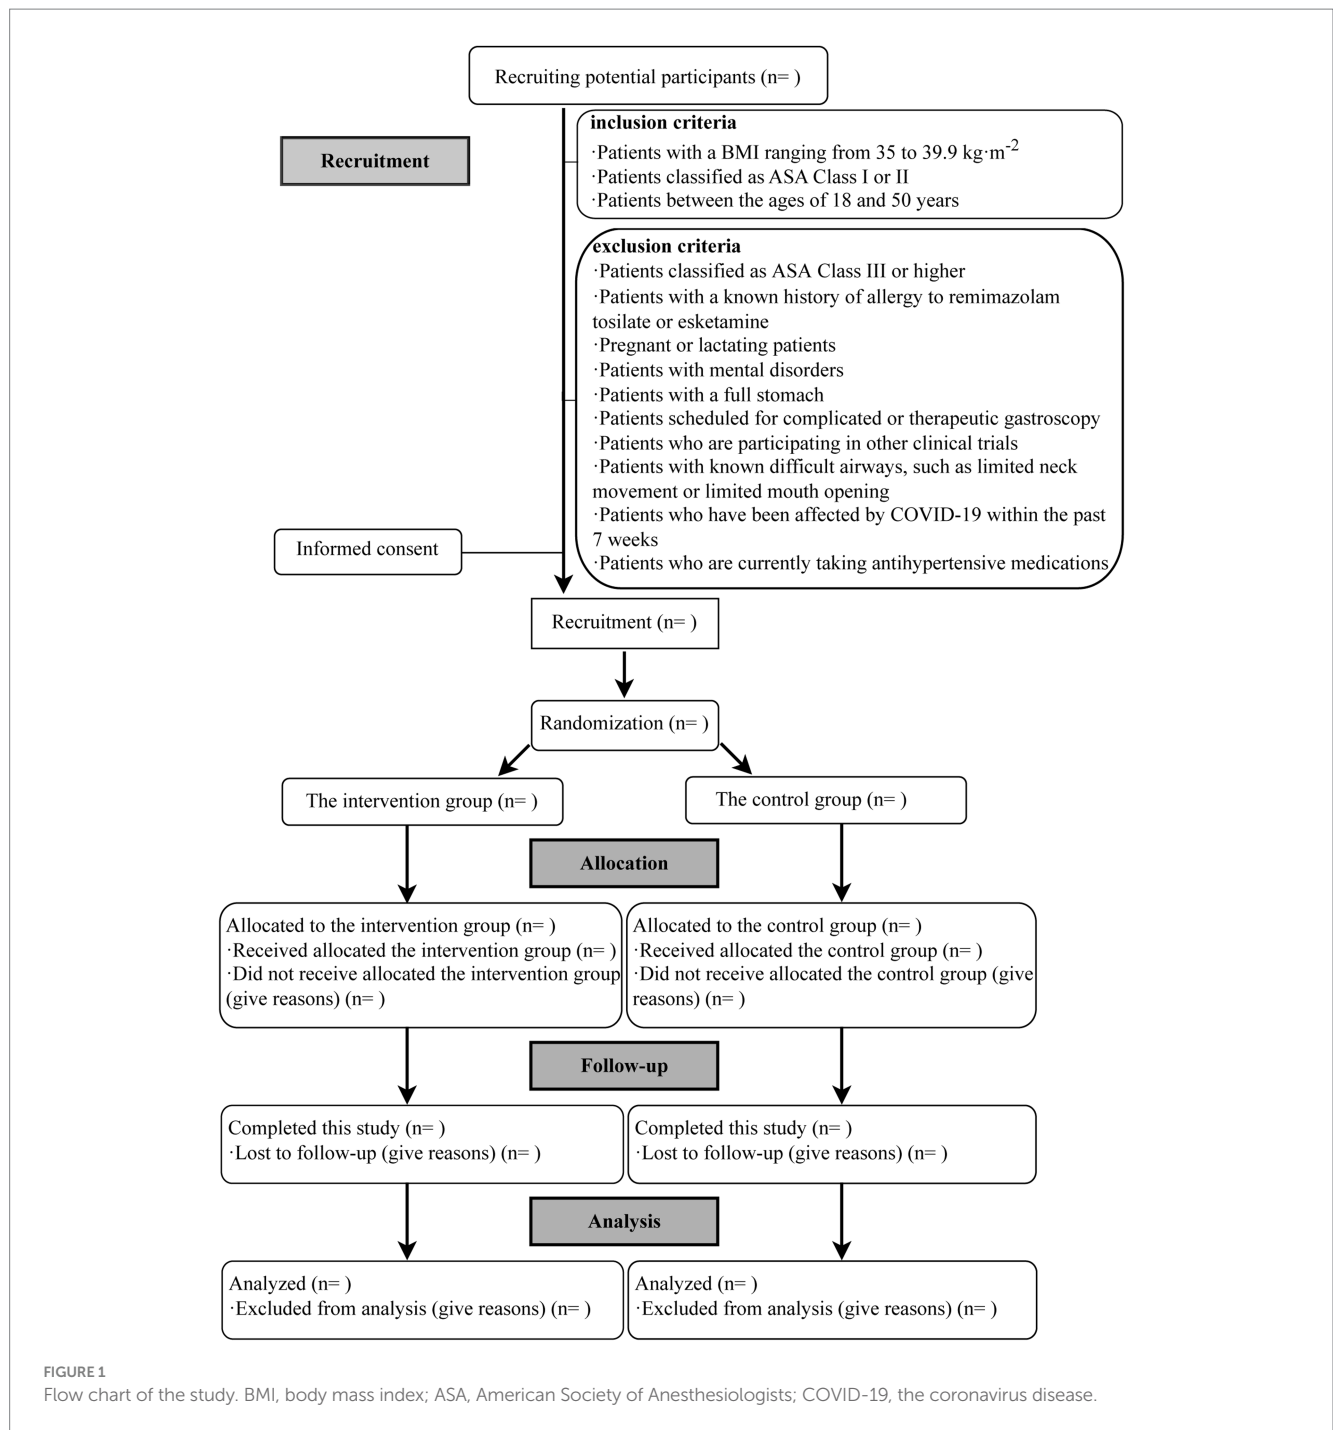 Recruiting potential participants (n= )
Recruitment
inclusion criteria
·Patients with a BMI ranging from 35 to 39.9 kg·m-2
·Patients classified as ASA Class I or II
·Patients between the ages of 18 and 50 years
exclusion criteria
·Patients classified as ASA Class III or higher
·Patients with a known history of allergy to remimazolam
tosilate or esketamine
·Pregnant or lactating patients
·Patients with mental disorders
·Patients with a full stomach
·Patients scheduled for complicated or therapeutic gastroscopy
·Patients who are participating in other clinical trials
·Patients with known difficult airways, such as limited neck
movement or limited mouth opening
·Patients who have been affected by COVID-19 within the past
7 weeks
·Patients who are currently taking antihypertensive medications
Informed consent
Recruitment (n= )
Randomization (n= )
The intervention group (n= )
The control group (n= )
Allocation
Allocated to the intervention group (n= )
·Received allocated the intervention group (n= )
·Did not receive allocated the intervention group
(give reasons) (n= )
Allocated to the control group (n= )
·Received allocated the control group (n= )
·Did not receive allocated the control group (give
reasons) (n= )
Follow-up
Completed this study (n= )
·Lost to follow-up (give reasons) (n= )
Completed this study (n= )
·Lost to follow-up (give reasons) (n= )
Analysis
Analyzed (n= )
·Excluded from analysis (give reasons) (n= )
Analyzed (n= )
·Excluded from analysis (give reasons) (n= )
FIGURE 1
Flow chart of the study. BMI, body mass index; ASA, American Society of Anesthesiologists; COVID-19, the coronavirus disease.